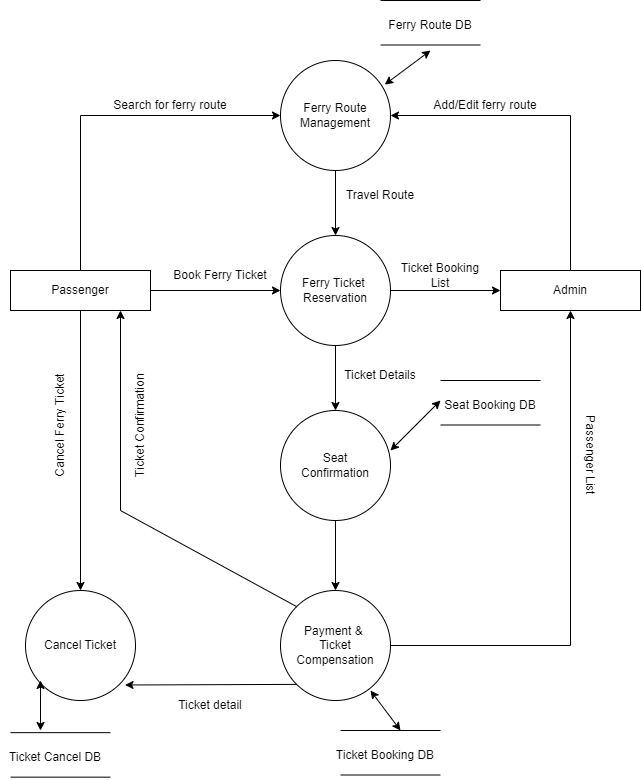 Ferry Route DB
Search for ferry route
Ferry Route
Management
Add/Edit ferry route
Travel Route
Passenger
Book Ferry Ticket
Ferry Ticket
Reservation
Ticket Booking
List
Admin
Ticket Details
Cancel Ferry Ticket
Ticket Confirmation
Seat Booking DB
Seat
Confirmation
Passenger List
Cancel Ticket
Payment &
Ticket
Compensation
Ticket detail
Ticket Cancel DB
Ticket Booking DB